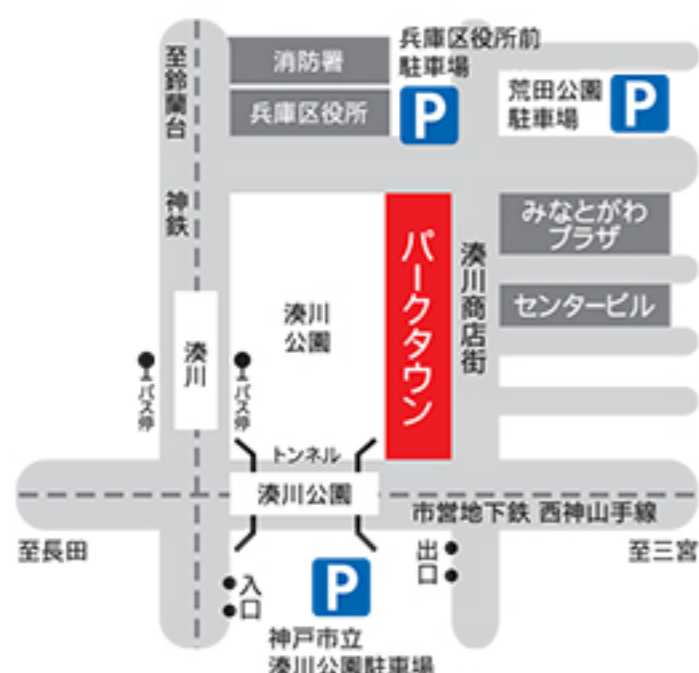 兵庫区役所前
駐車場
P
消防署
兵庫区役所
荒田公園
駐車場
P
至鈴蘭台
神鉄
みなとがわ
プラザ
パークタウン
湊川商店街
センタービル
湊川
公園
湊川
バス停
バス停
トンネル
湊川公園
市営地下鉄 西神山手線
至長田
出口
至三宮
入口
P
神戸市立
湊川公園駐車場